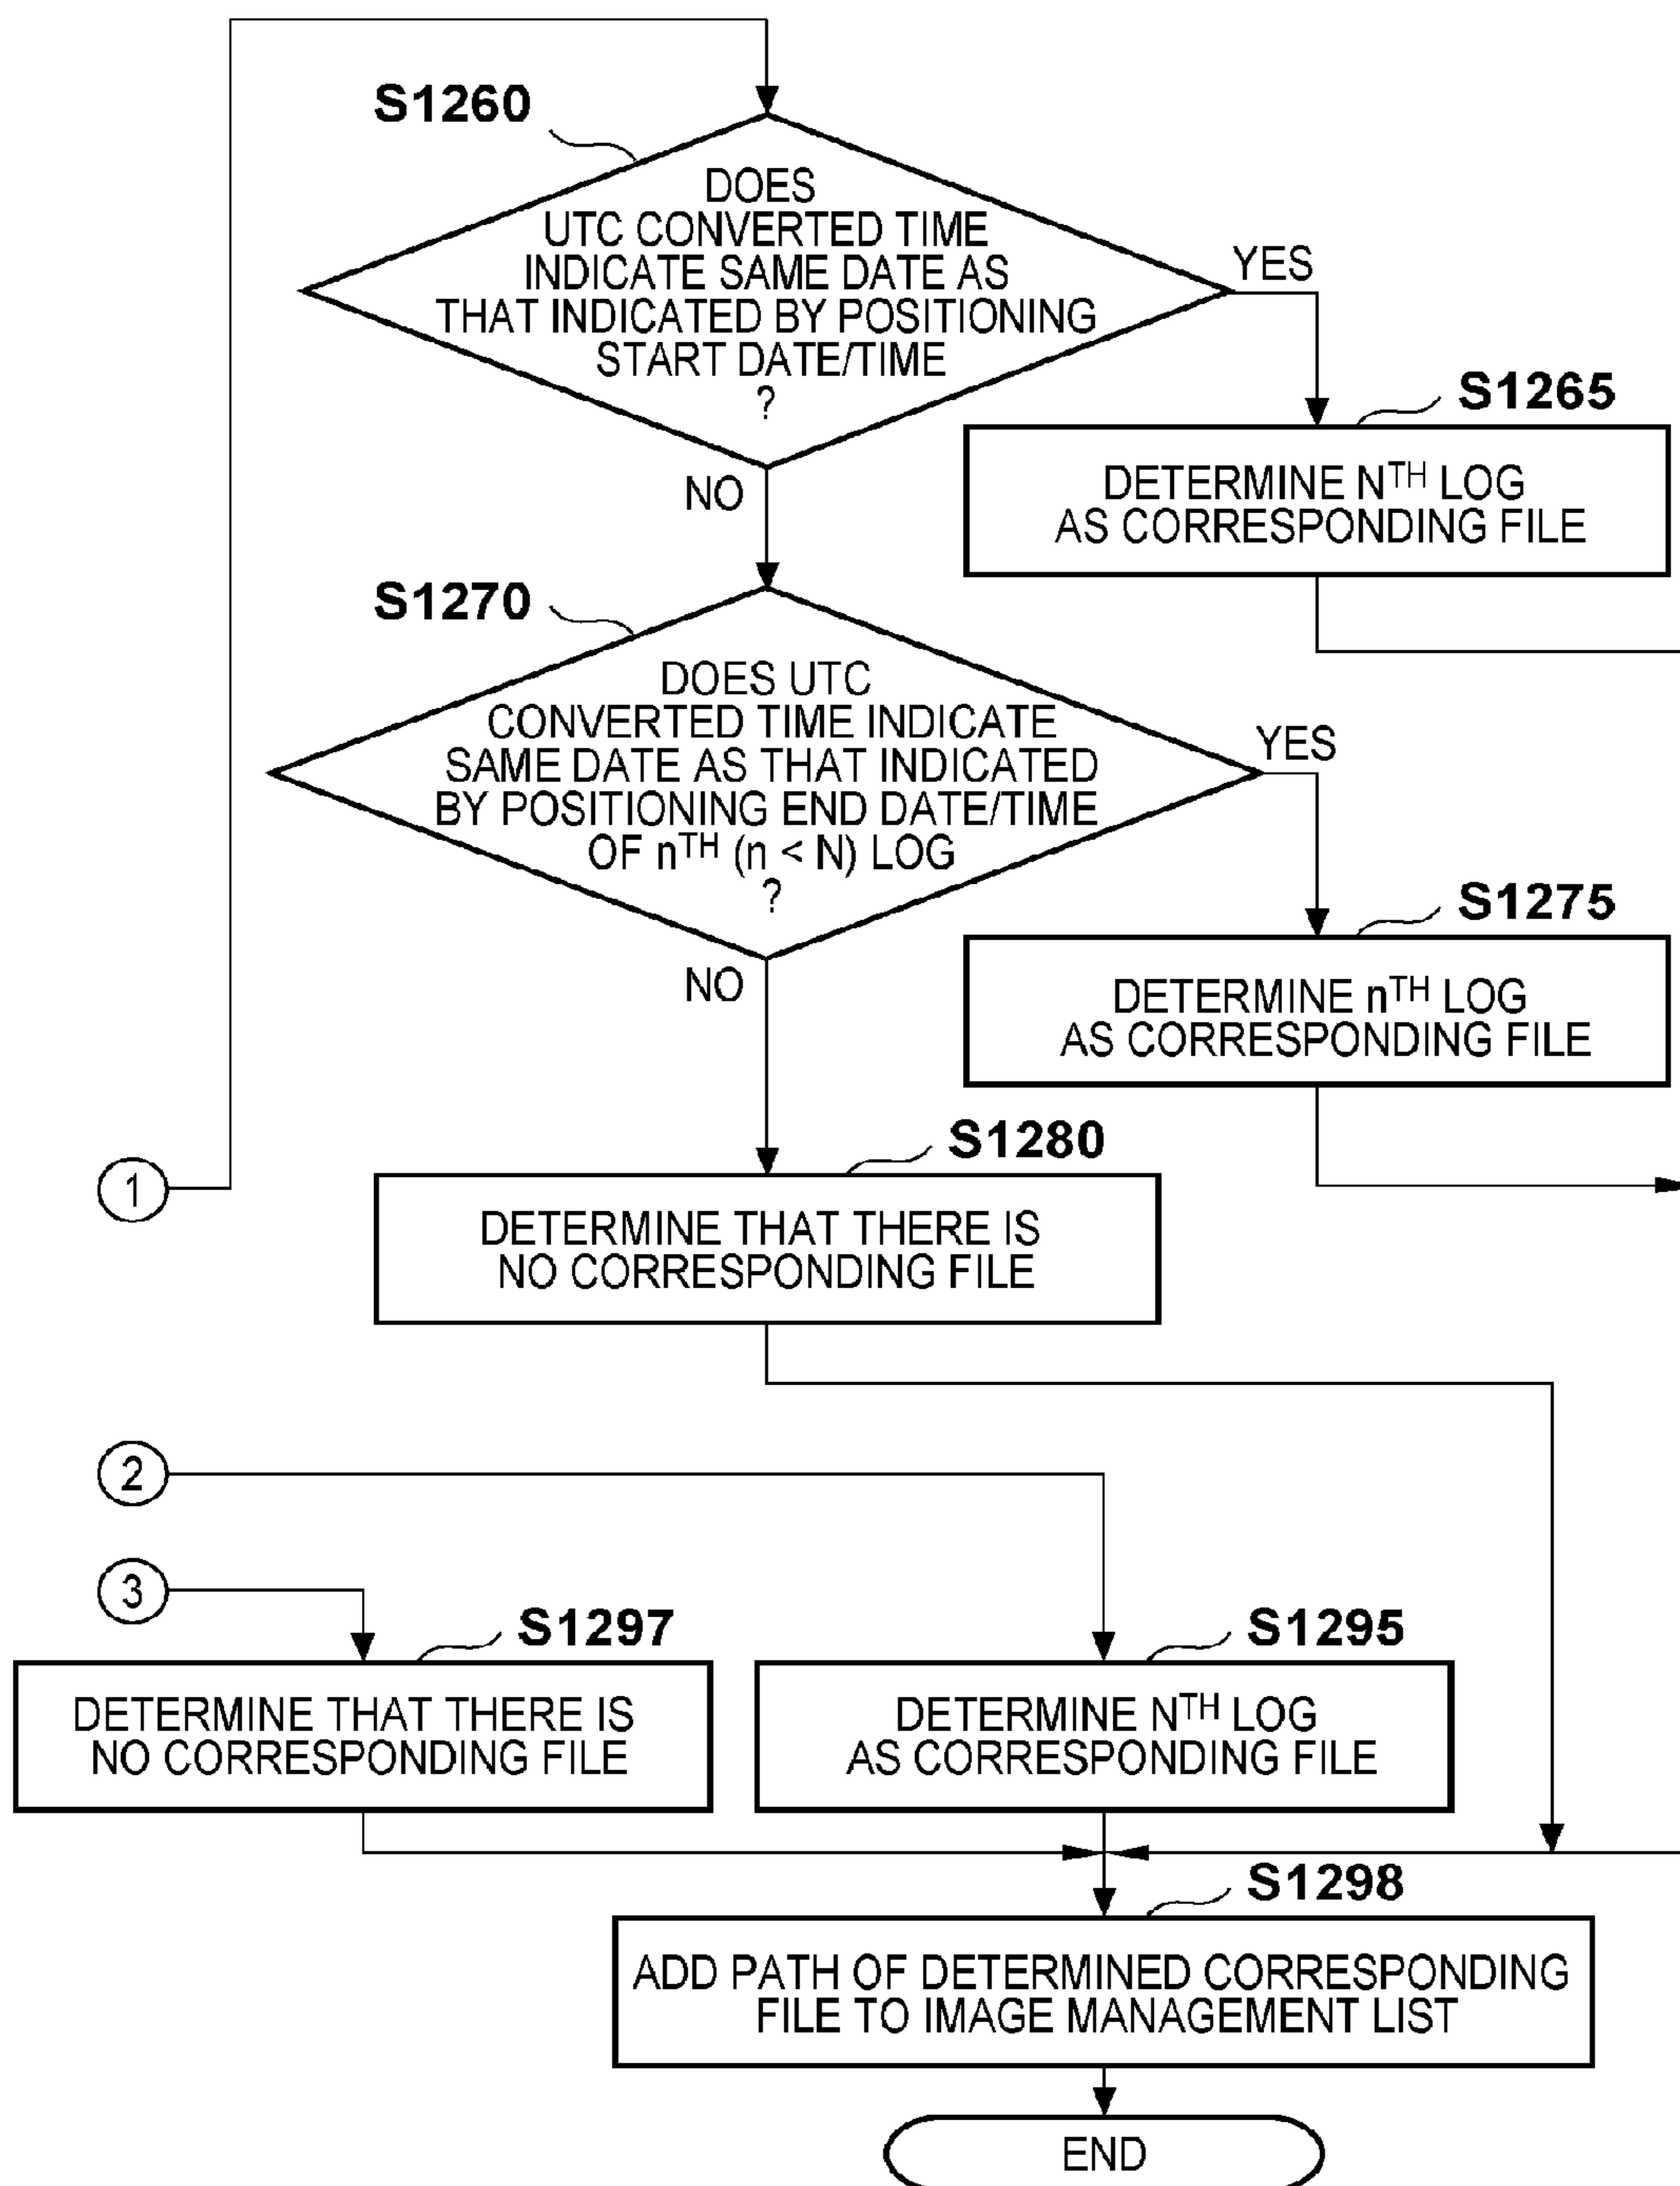 S1260
DOES
UTC CONVERTED TIME
INDICATE SAME DATE AS
THAT INDICATED BY POSITIONING
START DATE/TIME
?
YES
NO
S1265
DETERMINE NTH LOG
AS CORRESPONDING FILE
S1270
DOES UTC
CONVERTED TIME INDICATE
SAME DATE AS THAT INDICATED
BY POSITIONING END DATE/TIME
OF nTH (n < N) LOG
?
YES
NO
S1275
DETERMINE nTH LOG
AS CORRESPONDING FILE
1
S1280
DETERMINE THAT THERE IS
NO CORRESPONDING FILE
2
3
S1297
DETERMINE THAT THERE IS
NO CORRESPONDING FILE
S1295
DETERMINE NTH LOG
AS CORRESPONDING FILE
S1298
ADD PATH OF DETERMINED CORRESPONDING
FILE TO IMAGE MANAGEMENT LIST
END